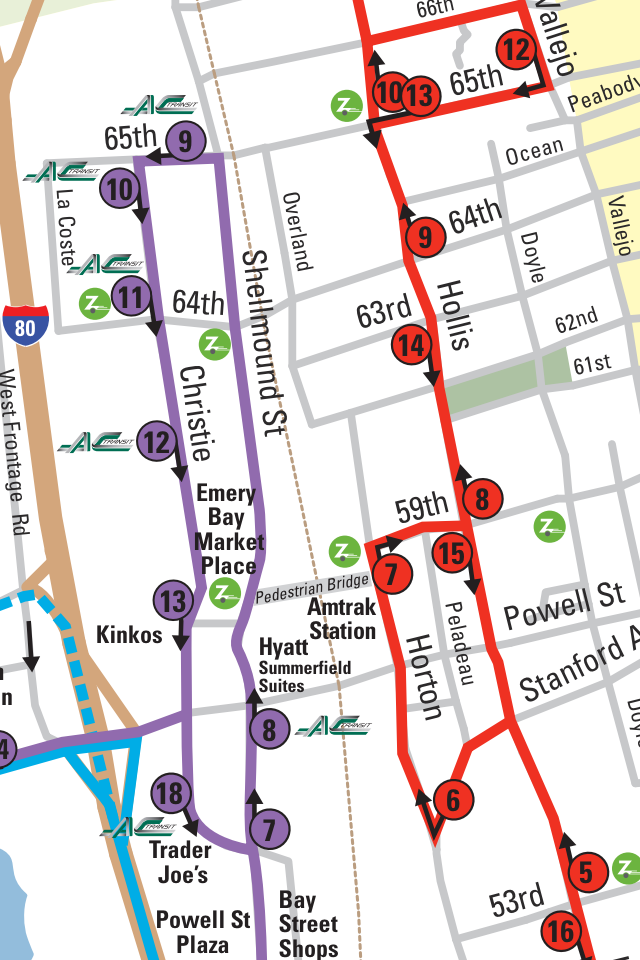 66th
Vallejo
12
10
13
65th
Z
Peabody
AC TRANSIT
65th
9
Ocean
AC TRANSIT
10
La Coste
Overland
64th
Vallejo
9
Doyle
AC TRANSIT
11
Z
64th
Shellmound St
63rd
Hollis
62nd
80
Z
14
61st
West Frontage Rd
Christie
AC TRANSIT
12
Emery
Bay
Market
Place
59th
8
Z
Z
15
7
13
Z
Pedestrian Bridge
Kinkos
Amtrak
Station
Peladeau
Powell St
Hyatt
Summerfield
Suites
Horton
Stanford A
n
8
AC TRANSIT
Doyl
4
18
6
7
AC TRANSIT
Trader
Joe's
5
Z
53rd
Powell St
Plaza
Bay
Street
Shops
16